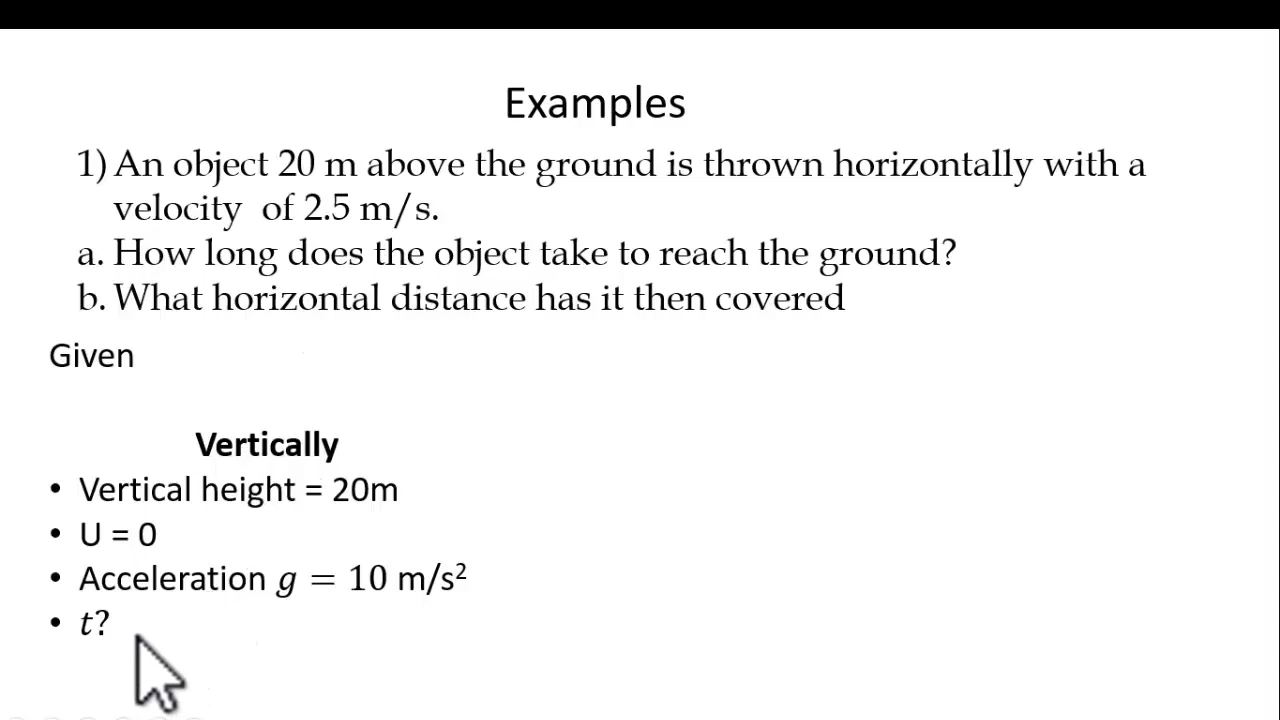 Examples
1) An object 20 m above the ground is thrown horizontally with a
velocity of 2.5 m/s.
a. How long does the object take to reach the ground?
b. What horizontal distance has it then covered
Given
Vertically
• Vertical height = 20m
• U = 0
• Acceleration g = 10 m/s²
• t?